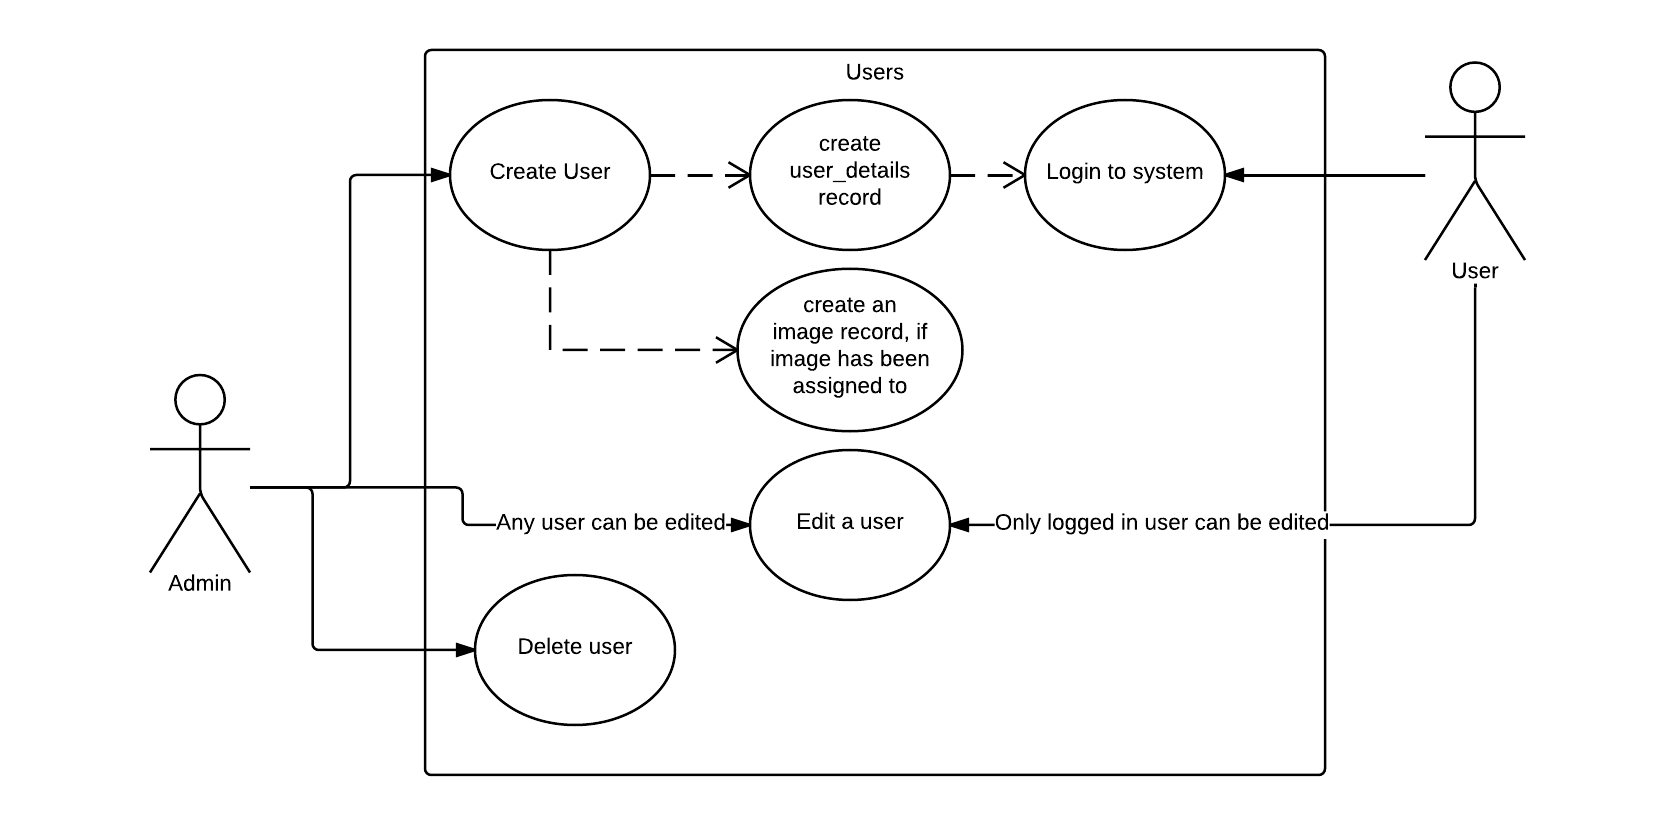 Users
Create User
create
user_details
record
Login to system
User
create an
image record, if
image has been
assigned to
Any user can be edited
Edit a user
Only logged in user can be edited
Admin
Delete user